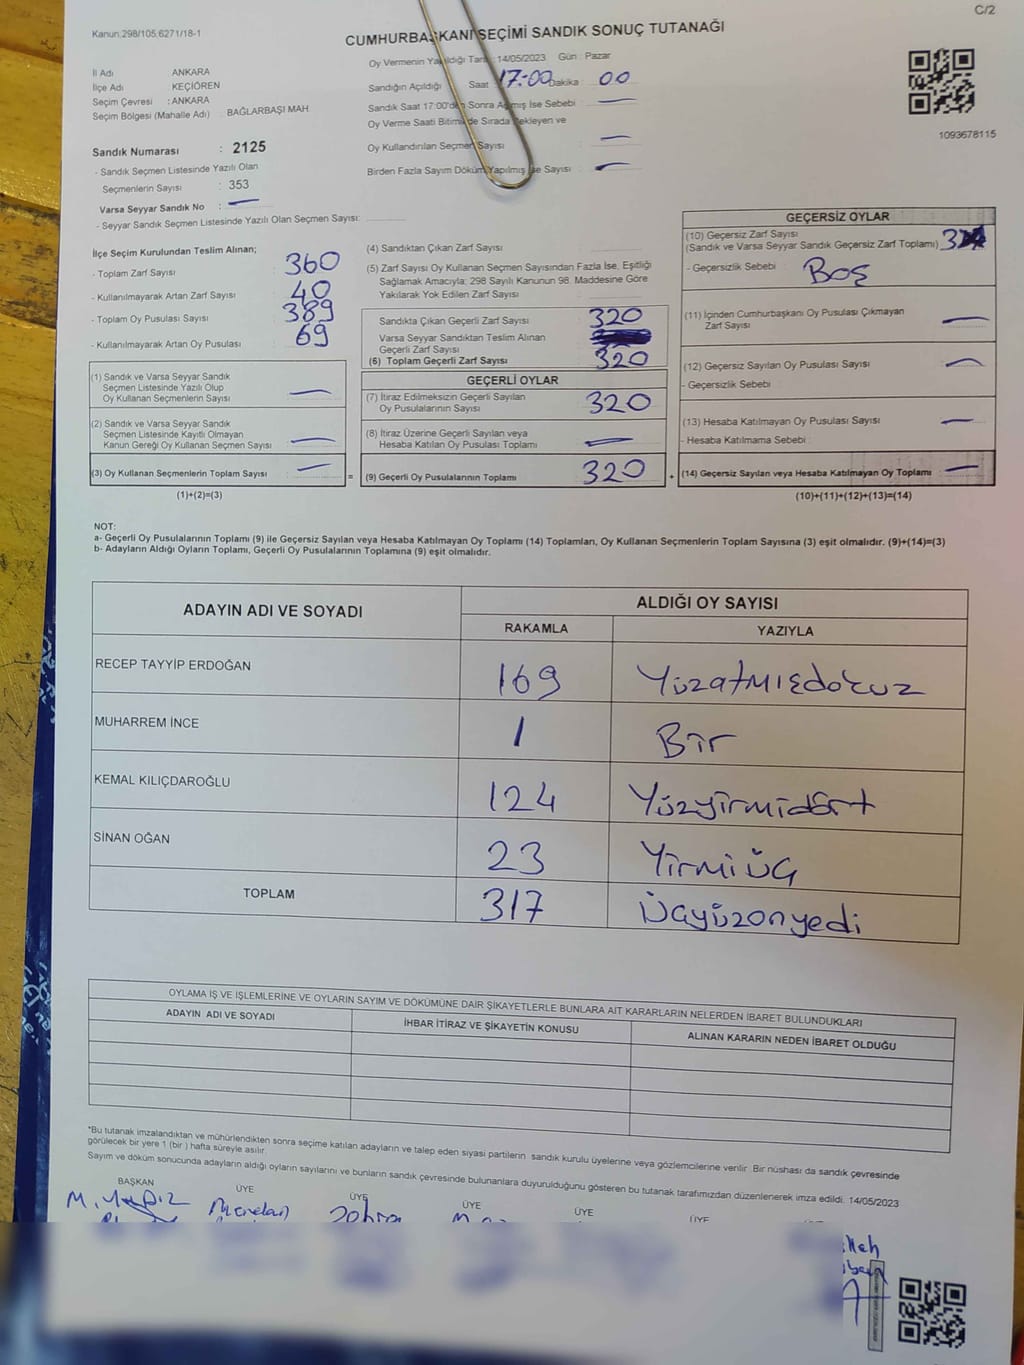 C/2
Kanun;298/105;6271/18-1
CUMHURBAŞKANI SEÇİMİ SANDIK SONUÇ TUTANAĞI
İl Adı ANKARA
İlçe Adı KEÇİÖREN
Seçim Çevresi : ANKARA
Seçim Bölgesi (Mahalle Adı) : BAĞLARBAŞI MAH
Sandık Numarası : 2125
- Sandık Seçmen Listesinde Yazılı Olan
Seçmenlerin Sayısı : 353
Varsa Seyyar Sandık No :
- Seyyar Sandık Seçmen Listesinde Yazılı Olan Seçmen Sayısı:
Oy Vermenin Tarihi : 14/05/2023 Gün : Pazar
Sandığın Açıldığı Saat : 17:00 Dakika : 00
Sandık Saat 17:00'den Sonra Açılmış İse Sebebi :
Oy Verme Saati Bitiminde Sırada Bekleyen ve
Oy Kullandırılan Seçmen Sayısı :
Birden Fazla Sayım Döküm Yapılmış İse Sayısı :
1093678115
İlçe Seçim Kurulundan Teslim Alınan;
- Toplam Zarf Sayısı : 360
- Kullanılmayarak Artan Zarf Sayısı : 40
- Toplam Oy Pusulası Sayısı : 389
- Kullanılmayarak Artan Oy Pusulası : 69
(1) Sandık ve Varsa Seyyar Sandık
Seçmen Listesinde Yazılı Olup
Oy Kullanan Seçmenlerin Sayısı :
(2) Sandık ve Varsa Seyyar Sandık
Seçmen Listesinde Kayıtlı Olmayan
Kanun Gereği Oy Kullanan Seçmen Sayısı :
(3) Oy Kullanan Seçmenlerin Toplam Sayısı :
(1)+(2)=(3)
(4) Sandıktan Çıkan Zarf Sayısı :
(5) Zarf Sayısı Oy Kullanan Seçmen Sayısından Fazla İse, Eşitliği
Sağlamak Amacıyla; 298 Sayılı Kanunun 98. Maddesine Göre
Yakılarak Yok Edilen Zarf Sayısı :
Sandıkta Çıkan Geçerli Zarf Sayısı : 320
Varsa Seyyar Sandıktan Teslim Alınan
Geçerli Zarf Sayısı :
(6) Toplam Geçerli Zarf Sayısı : 320
GEÇERLİ OYLAR
(7) İtiraz Edilmeksizin Geçerli Sayılan
Oy Pusulalarının Sayısı : 320
(8) İtiraz Üzerine Geçerli Sayılan veya
Hesaba Katılan Oy Pusulası Toplamı :
= (9) Geçerli Oy Pusulalarının Toplamı : 320 +
GEÇERSİZ OYLAR
(10) Geçersiz Zarf Sayısı
(Sandık ve Varsa Seyyar Sandık Geçersiz Zarf Toplamı) : 3
- Geçersizlik Sebebi : Boş
(11) İçinden Cumhurbaşkanı Oy Pusulası Çıkmayan
Zarf Sayısı :
(12) Geçersiz Sayılan Oy Pusulası Sayısı :
- Geçersizlik Sebebi :
(13) Hesaba Katılmayan Oy Pusulası Sayısı :
- Hesaba Katılmama Sebebi :
(14) Geçersiz Sayılan veya Hesaba Katılmayan Oy Toplamı :
(10)+(11)+(12)+(13)=(14)
NOT:
a- Geçerli Oy Pusulalarının Toplamı (9) ile Geçersiz Sayılan veya Hesaba Katılmayan Oy Toplamı (14) Toplamları, Oy Kullanan Seçmenlerin Toplam Sayısına (3) eşit olmalıdır. (9)+(14)=(3)
b- Adayların Aldığı Oyların Toplamı, Geçerli Oy Pusulalarının Toplamına (9) eşit olmalıdır.
ADAYIN ADI VE SOYADI ALDIĞI OY SAYISI
RAKAMLA YAZIYLA
RECEP TAYYİP ERDOĞAN 169 Yüzatmışdokuz
MUHARREM İNCE 1 Bir
KEMAL KILIÇDAROĞLU 124 Yüzyirmidört
SİNAN OĞAN 23 Yirmiüç
TOPLAM 317 Üçyüzonyedi
OYLAMA İŞ VE İŞLEMLERİNE VE OYLARIN SAYIM VE DÖKÜMÜNE DAİR ŞİKAYETLERLE BUNLARA AİT KARARLARIN NELERDEN İBARET BULUNDUKLARI
ADAYIN ADI VE SOYADI İHBAR İTİRAZ VE ŞİKAYETİN KONUSU ALINAN KARARIN NEDEN İBARET OLDUĞU
*Bu tutanak imzalandıktan ve mühürlendikten sonra seçime katılan adayların ve talep eden siyasi partilerin sandık kurulu üyelerine veya gözlemcilerine verilir. Bir nüshası da sandık çevresinde
görülecek bir yere 1 (bir ) hafta süreyle asılır.
Sayım ve döküm sonucunda adayların aldığı oyların sayılarını ve bunların sandık çevresinde bulunanlara duyurulduğunu gösteren bu tutanak tarafımızdan düzenlenerek imza edildi. 14/05/2023
BAŞKAN ÜYE ÜYE ÜYE ÜYE ÜYE